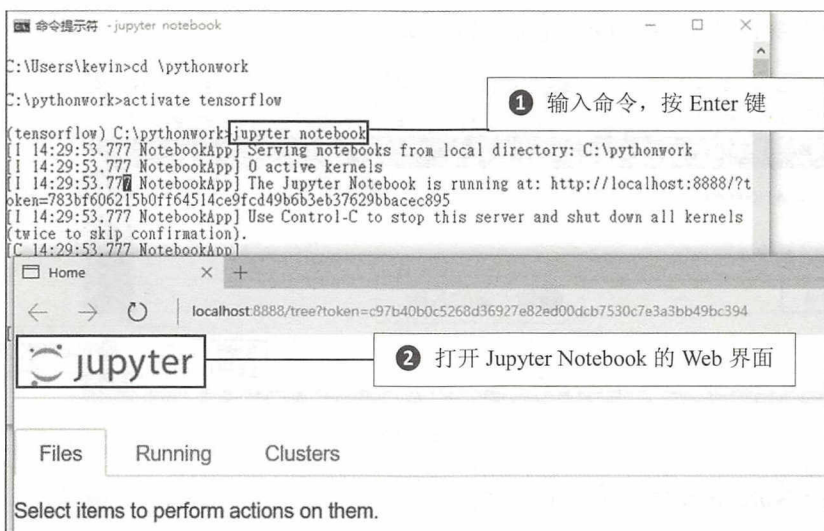 命令提示符 - jupyter notebook
C:\Users\kevin>cd \pythonwork
C:\pythonwork>activate tensorflow
(tensorflow) C:\pythonwork>jupyter notebook
❶ 输入命令，按 Enter 键
[I 14:29:53.777 NotebookApp] Serving notebooks from local directory: C:\pythonwork
[I 14:29:53.777 NotebookApp] 0 active kernels
[I 14:29:53.777 NotebookApp] The Jupyter Notebook is running at: http://localhost:8888/?t
oken=783bf606215b0ff64514ce9fcd49b6b3eb37629bbacec895
[I 14:29:53.777 NotebookApp] Use Control-C to stop this server and shut down all kernels
(twice to skip confirmation).
[C 14:29:53.777 NotebookApp]
Home
localhost:8888/tree?token=c97b40b0c5268d36927e82ed00dcb7530c7e3a3bb49bc394
jupyter
❷ 打开 Jupyter Notebook 的 Web 界面
Files Running Clusters
Select items to perform actions on them.